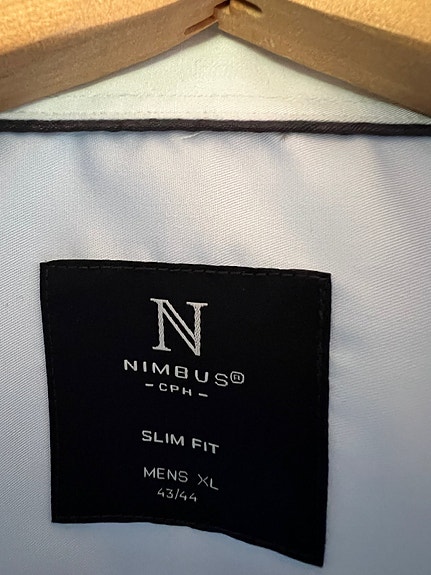 N
NIMBUS®
- CPH -
SLIM FIT
MENS XL
43/44